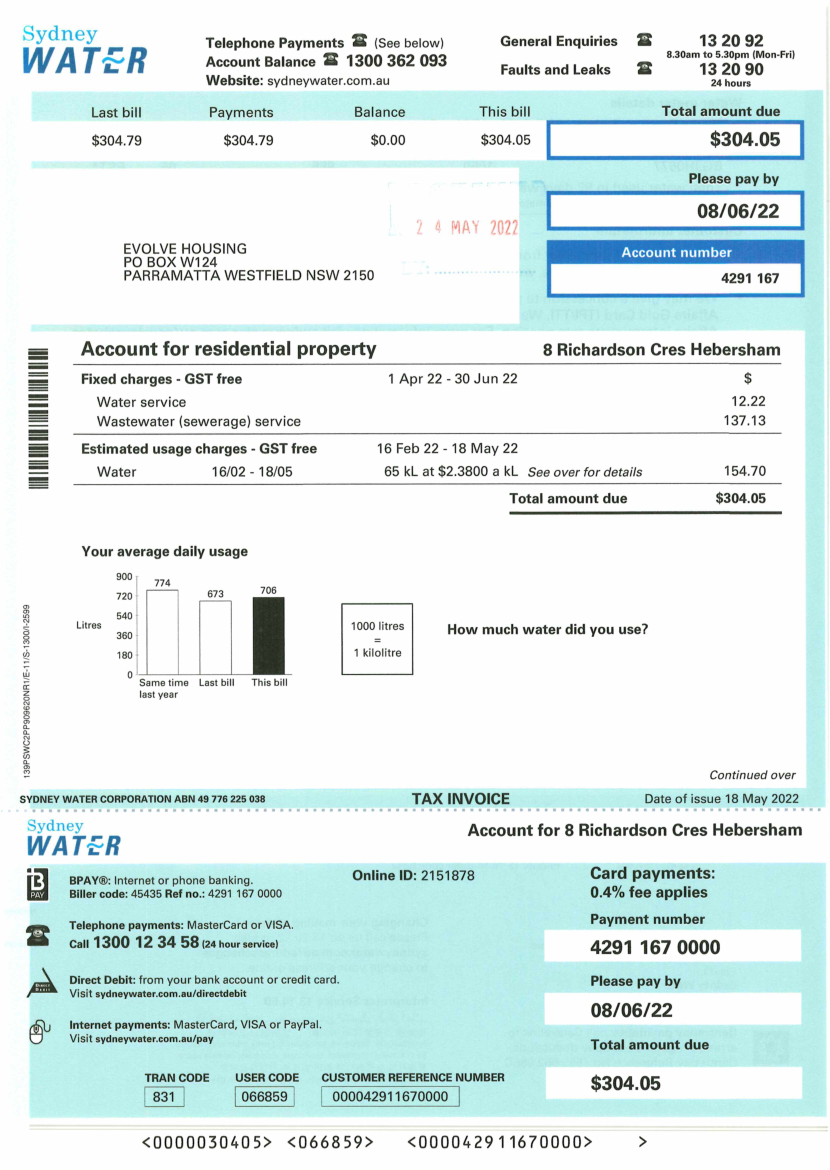 Sydney
WATER
Telephone Payments ☎ (See below)
Account Balance ☎ 1300 362 093
Website: sydneywater.com.au
General Enquiries ☎ 13 20 92
8.30am to 5.30pm (Mon-Fri)
Faults and Leaks ☎ 13 20 90
24 hours
Last bill Payments Balance This bill Total amount due
$304.79 $304.79 $0.00 $304.05 $304.05
Please pay by
08/06/22
24 MAY 2022
Account number
4291 167
EVOLVE HOUSING
PO BOX W124
PARRAMATTA WESTFIELD NSW 2150
Account for residential property 8 Richardson Cres Hebersham
Fixed charges - GST free 1 Apr 22 - 30 Jun 22 $
Water service 12.22
Wastewater (sewerage) service 137.13
Estimated usage charges - GST free 16 Feb 22 - 18 May 22
Water 16/02 - 18/05 65 kL at $2.3800 a kL See over for details 154.70
Total amount due $304.05
Your average daily usage
900
720
540
360
180
0
Litres
774
673
706
Same time
last year
Last bill
This bill
1000 litres
=
1 kilolitre
How much water did you use?
139PSWC2PP909620NR1/E-11/S-1300/I-2599
Continued over
SYDNEY WATER CORPORATION ABN 49 776 225 038 TAX INVOICE Date of issue 18 May 2022
Sydney
WATER
Account for 8 Richardson Cres Hebersham
B
PAY
BPAY®: Internet or phone banking.
Biller code: 45435 Ref no.: 4291 167 0000
Online ID: 2151878
Telephone payments: MasterCard or VISA.
Call 1300 12 34 58 (24 hour service)
DIRECT
DEBIT
Direct Debit: from your bank account or credit card.
Visit sydneywater.com.au/directdebit
Internet payments: MasterCard, VISA or PayPal.
Visit sydneywater.com.au/pay
Card payments:
0.4% fee applies
Payment number
4291 167 0000
Please pay by
08/06/22
Total amount due
$304.05
TRAN CODE USER CODE CUSTOMER REFERENCE NUMBER
831 066859 000042911670000
<0000030405> <066859> <000042911670000> >